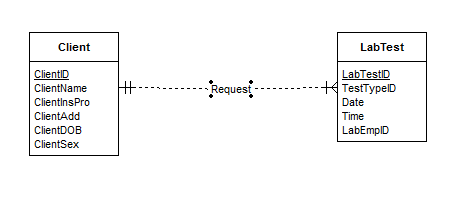 Client
ClientID
ClientName
ClientInsPro
ClientAdd
ClientDOB
ClientSex
Request
LabTest
LabTestID
TestTypeID
Date
Time
LabEmpID